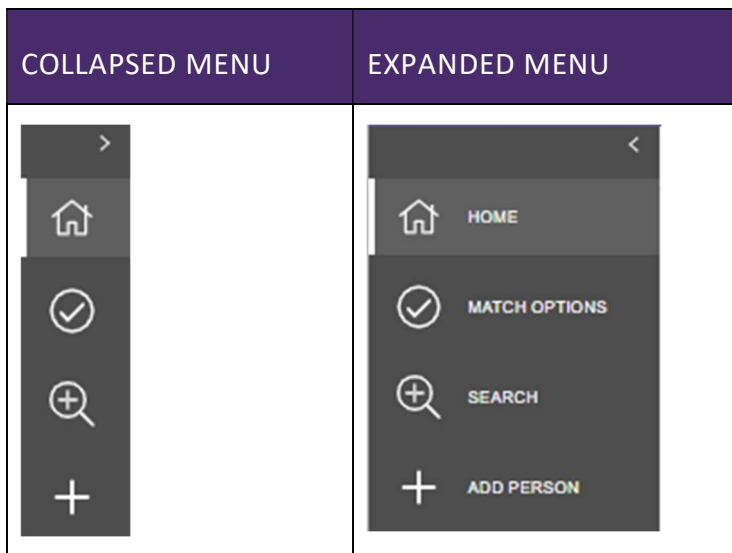 COLLAPSED MENU
EXPANDED MENU
HOME
MATCH OPTIONS
SEARCH
ADD PERSON